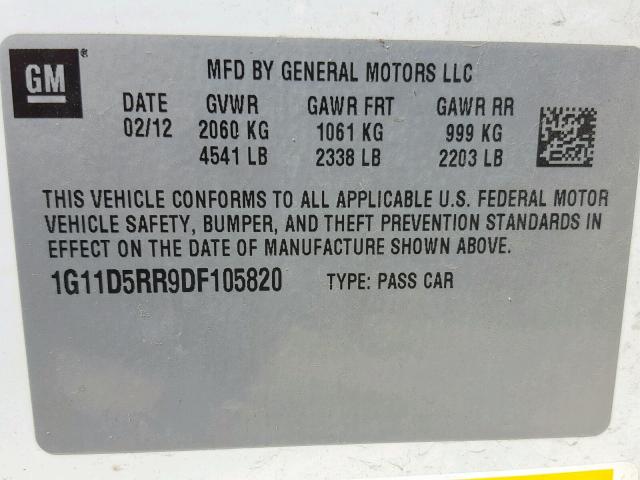 GM®
MFD BY GENERAL MOTORS LLC
DATE GVWR GAWR FRT GAWR RR
02/12 2060 KG 1061 KG 999 KG
4541 LB 2338 LB 2203 LB
THIS VEHICLE CONFORMS TO ALL APPLICABLE U.S. FEDERAL MOTOR
VEHICLE SAFETY, BUMPER, AND THEFT PREVENTION STANDARDS IN
EFFECT ON THE DATE OF MANUFACTURE SHOWN ABOVE.
1G11D5RR9DF105820 TYPE: PASS CAR